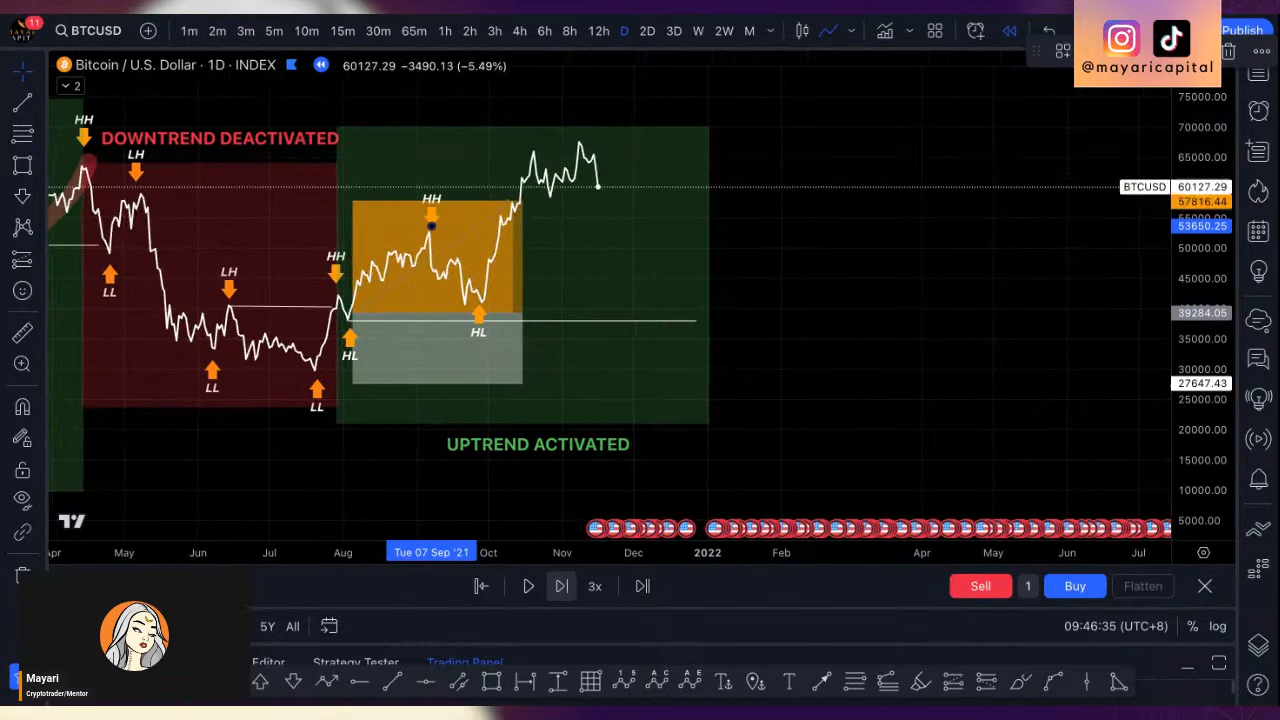 11
BTCUSD
1m 2m 3m 5m 10m 15m 30m 65m 1h 2h 3h 4h 6h 8h 12h D 2D 3D W 2W M
Publish
@mayaricapital
Bitcoin / U.S. Dollar · 1D · INDEX
60127.29 −3490.13 (−5.49%)
2
75000.00
70000.00
65000.00
BTCUSD 60127.29
57816.44
55000.00
53650.25
50000.00
45000.00
39284.05
35000.00
30000.00
27647.43
25000.00
20000.00
15000.00
10000.00
5000.00
HH
DOWNTREND DEACTIVATED
LH
HH
LH
HH
LL
HL
HL
LL
LL
UPTREND ACTIVATED
May
Jun
Jul
Aug
Tue 07 Sep '21
Oct
Nov
Dec
2022
Feb
Apr
May
Jun
Jul
3x
Sell
1
Buy
Flatten
5Y
All
09:46:35 (UTC+8)
%
log
Editor
Strategy Tester
Trading Panel
Mayari
Cryptotrader/Mentor